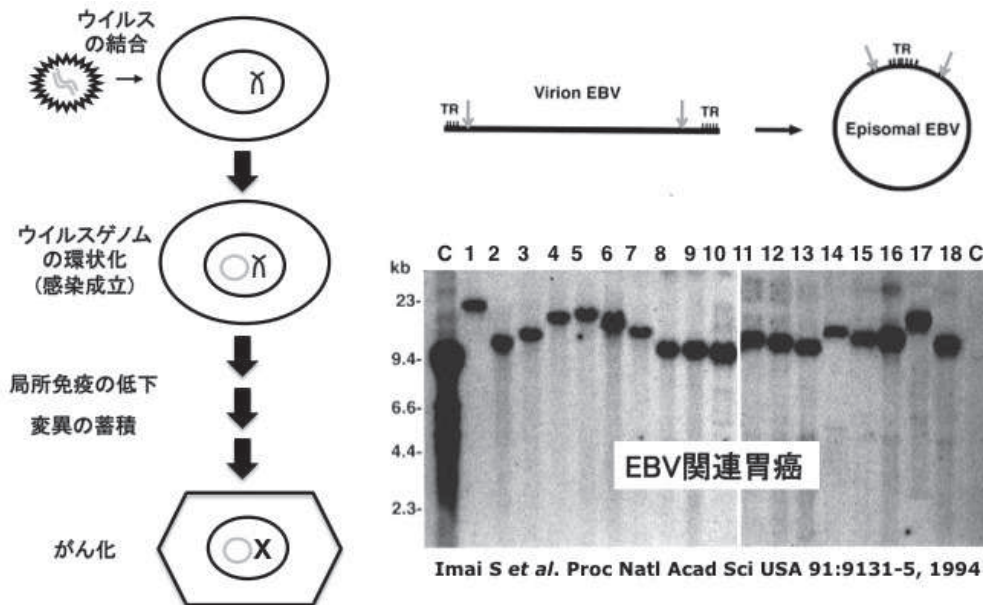 ウイルス
の結合
ウイルスゲノム
の環状化
(感染成立)
局所免疫の低下
変異の蓄積
がん化
TR
Virion EBV
TR
TR
Episomal EBV
kb
C 1 2 3 4 5 6 7 8 9 10 11 12 13 14 15 16 17 18 C
23-
9.4-
6.6-
4.4-
2.3-
EBV関連胃癌
Imai S et al. Proc Natl Acad Sci USA 91:9131-5, 1994